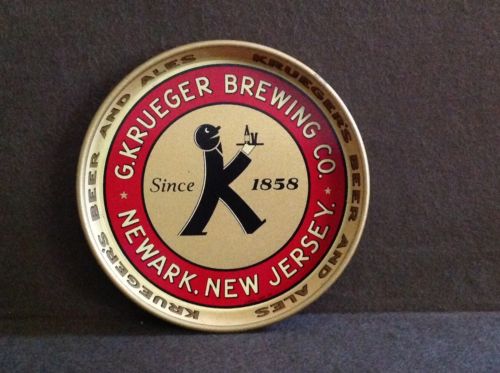 KRUEGER'S BEER AND ALES
KRUEGER'S BEER AND ALES
G. KRUEGER BREWING CO.
Since K 1858
NEWARK. NEW JERSEY.